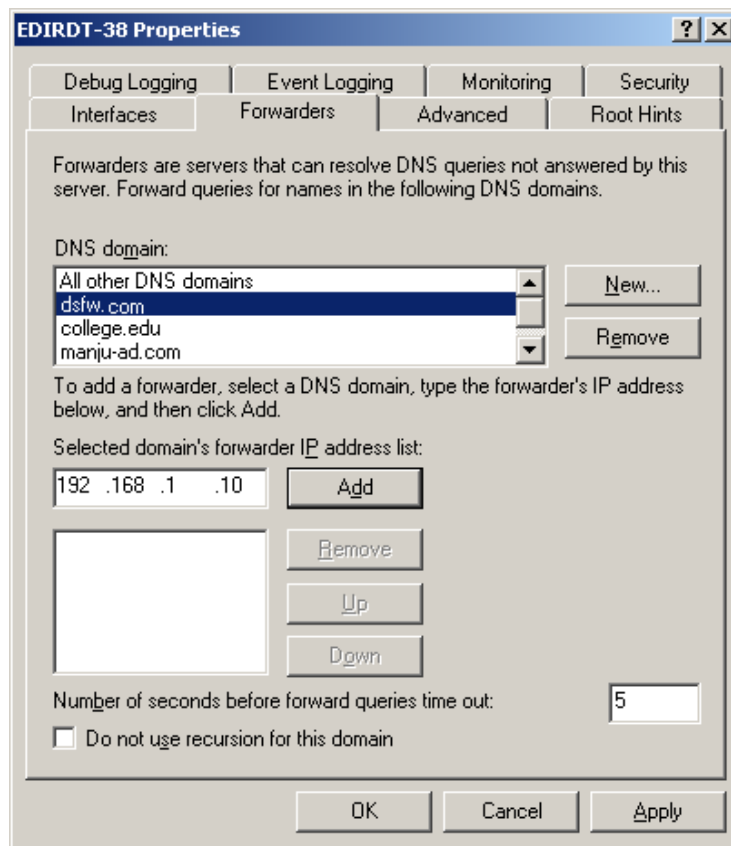 EDIRDT-38 Properties
Debug Logging Event Logging Monitoring Security
Interfaces Forwarders Advanced Root Hints
Forwarders are servers that can resolve DNS queries not answered by this
server. Forward queries for names in the following DNS domains.
DNS domain:
All other DNS domains
dsfw.com
college.edu
manju-ad.com
New...
Remove
To add a forwarder, select a DNS domain, type the forwarder's IP address
below, and then click Add.
Selected domain's forwarder IP address list:
192 .168 .1 .10 Add
Remove
Up
Down
Number of seconds before forward queries time out: 5
Do not use recursion for this domain
OK Cancel Apply